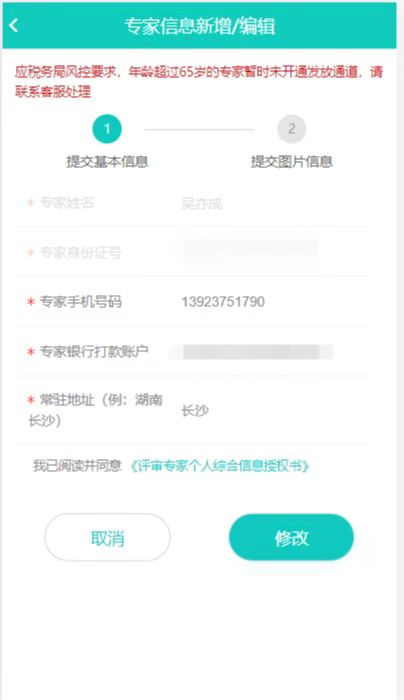 专家信息新增/编辑
应税务局风控要求，年龄超过65岁的专家暂时未开通发放通道，请
联系客服处理
1
2
提交基本信息
提交图片信息
* 专家姓名
吴亦成
* 专家身份证号
* 专家手机号码
13923751790
* 专家银行打款账户
* 常驻地址（例：湖南
长沙）
长沙
我已阅读并同意 《评审专家个人综合信息授权书》
取消
修改